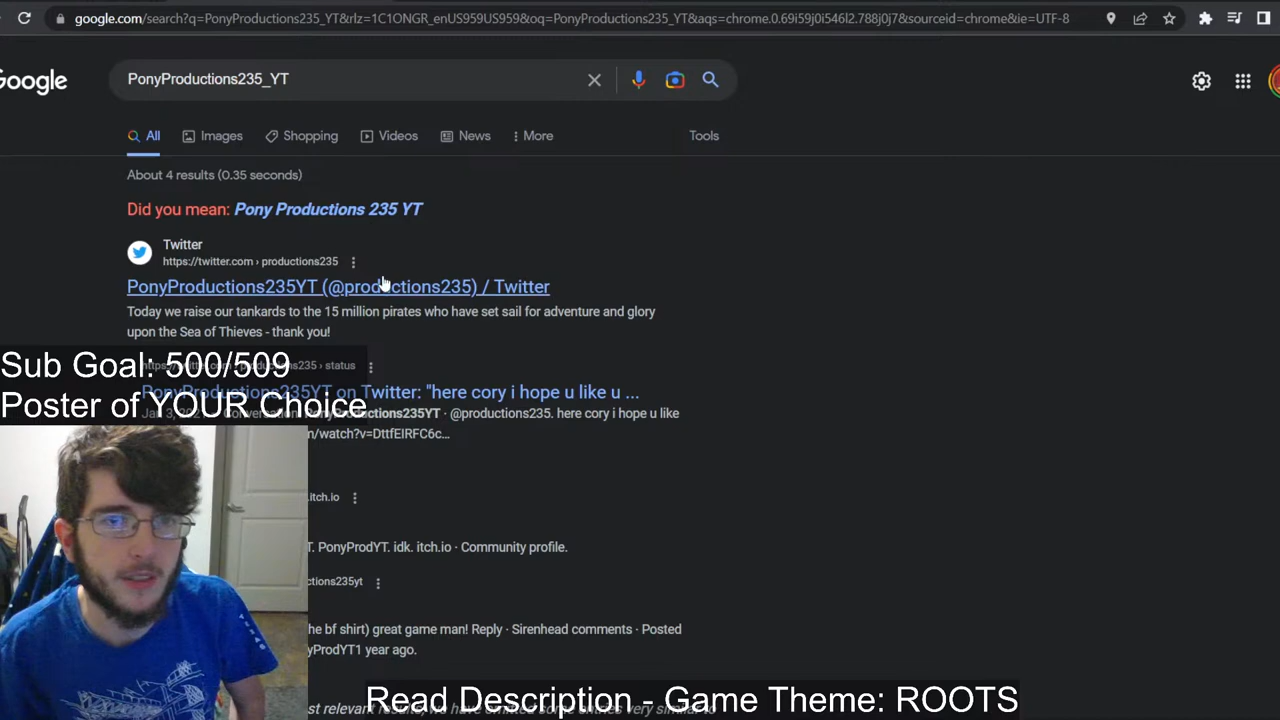 google.com/search?q=PonyProductions235_YT&rlz=1C1ONGR_enUS959US959&oq=PonyProductions235_YT&aqs=chrome.0.69i59j0i546l2.788j0j7&sourceid=chrome&ie=UTF-8
Google
PonyProductions235_YT
All
Images
Shopping
Videos
News
More
Tools
About 4 results (0.35 seconds)
Did you mean: Pony Productions 235 YT
Twitter
https://twitter.com › productions235
PonyProductions235YT (@productions235) / Twitter
Today we raise our tankards to the 15 million pirates who have set sail for adventure and glory
upon the Sea of Thieves - thank you!
https://twitter.com › productions235 › status
Sub Goal: 500/509
PonyProductions235YT on Twitter: "here cory i hope u like u ...
Poster of YOUR Choice
PonyProductions235YT · @productions235. here cory i hope u like
m/watch?v=DttfEIRFC6c...
.itch.io
T. PonyProdYT. idk. itch.io · Community profile.
ctions235yt
he bf shirt) great game man! Reply · Sirenhead comments · Posted
yProdYT1 year ago.
Read Description - Game Theme: ROOTS